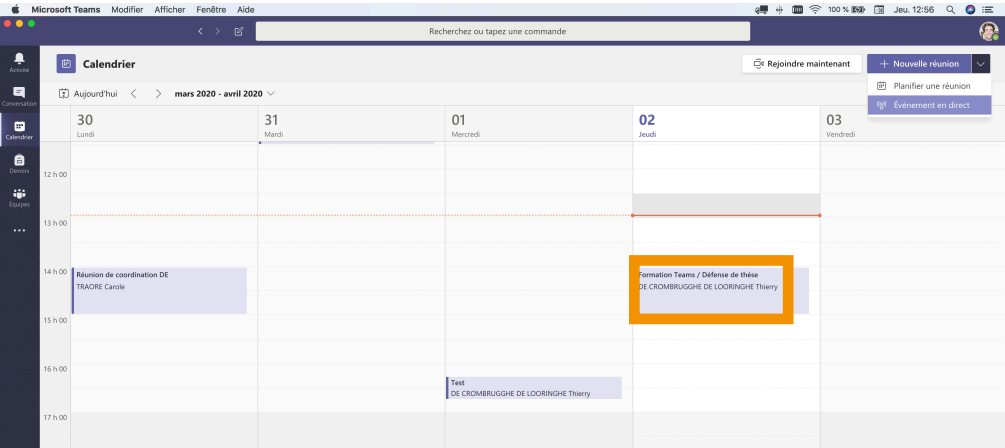 Microsoft Teams Modifier Afficher Fenêtre Aide
100 %
Jeu. 12:56
Recherchez ou tapez une commande
Activité
Conversation
Calendrier
Devoirs
Équipes
Calendrier
Rejoindre maintenant
+ Nouvelle réunion
Planifier une réunion
Événement en direct
Aujourd'hui
mars 2020 - avril 2020
30
Lundi
31
Mardi
01
Mercredi
02
Jeudi
03
Vendredi
12 h 00
13 h 00
14 h 00
15 h 00
16 h 00
17 h 00
Réunion de coordination DE
TRAORE Carole
Test
DE CROMBRUGGHE DE LOORINGHE Thierry
Formation Teams / Défense de thèse
DE CROMBRUGGHE DE LOORINGHE Thierry